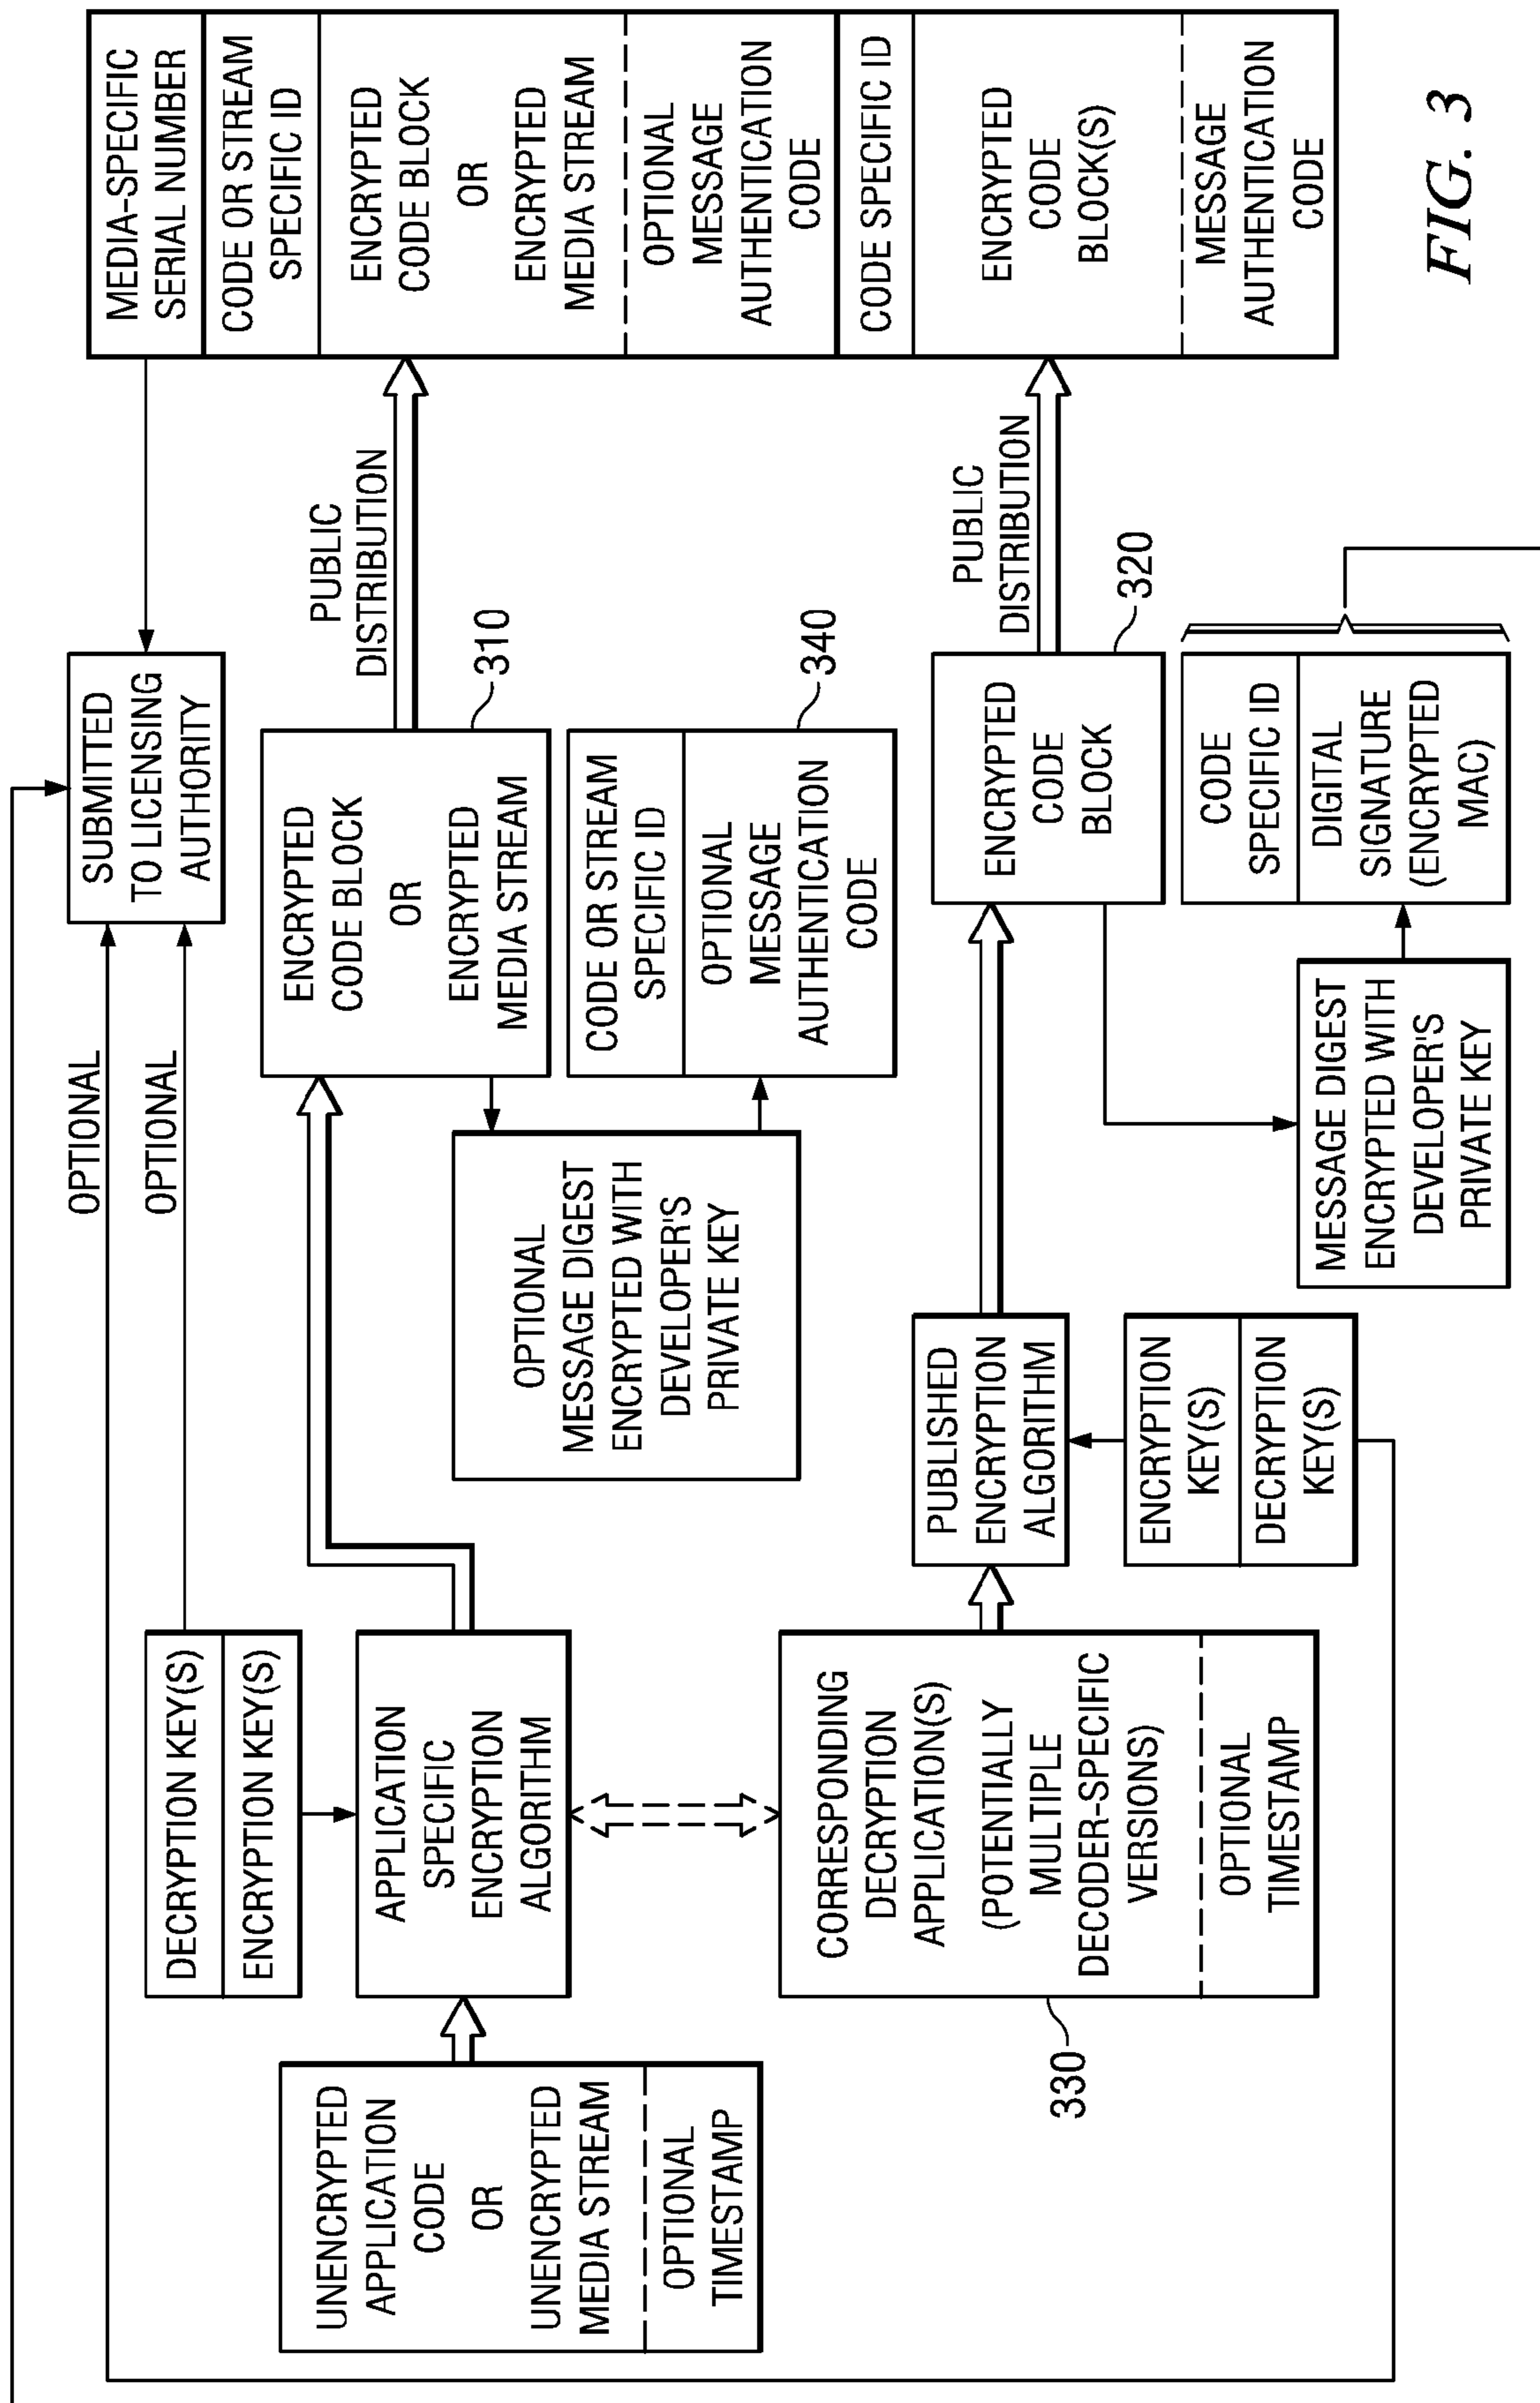 OPTIONAL
OPTIONAL
SUBMITTED
TO LICENSING
AUTHORITY
MEDIA-SPECIFIC
SERIAL NUMBER
CODE OR STREAM
SPECIFIC ID
ENCRYPTED
CODE BLOCK
OR
ENCRYPTED
MEDIA STREAM
OPTIONAL
MESSAGE
AUTHENTICATION
CODE
CODE SPECIFIC ID
ENCRYPTED
CODE
BLOCK(S)
MESSAGE
AUTHENTICATION
CODE
DECRYPTION KEY(S)
ENCRYPTION KEY(S)
UNENCRYPTED
APPLICATION
CODE
OR
UNENCRYPTED
MEDIA STREAM
OPTIONAL
TIMESTAMP
APPLICATION
SPECIFIC
ENCRYPTION
ALGORITHM
ENCRYPTED
CODE BLOCK
OR
ENCRYPTED
MEDIA STREAM
310
PUBLIC
DISTRIBUTION
OPTIONAL
MESSAGE DIGEST
ENCRYPTED WITH
DEVELOPER'S
PRIVATE KEY
CODE OR STREAM
SPECIFIC ID
OPTIONAL
MESSAGE
AUTHENTICATION
CODE
340
CORRESPONDING
DECRYPTION
APPLICATION(S)
(POTENTIALLY
MULTIPLE
DECODER-SPECIFIC
VERSIONS)
OPTIONAL
TIMESTAMP
330
PUBLISHED
ENCRYPTION
ALGORITHM
ENCRYPTION
KEY(S)
DECRYPTION
KEY(S)
ENCRYPTED
CODE
BLOCK
320
PUBLIC
DISTRIBUTION
MESSAGE DIGEST
ENCRYPTED WITH
DEVELOPER'S
PRIVATE KEY
CODE
SPECIFIC ID
DIGITAL
SIGNATURE
(ENCRYPTED
MAC)
FIG. 3